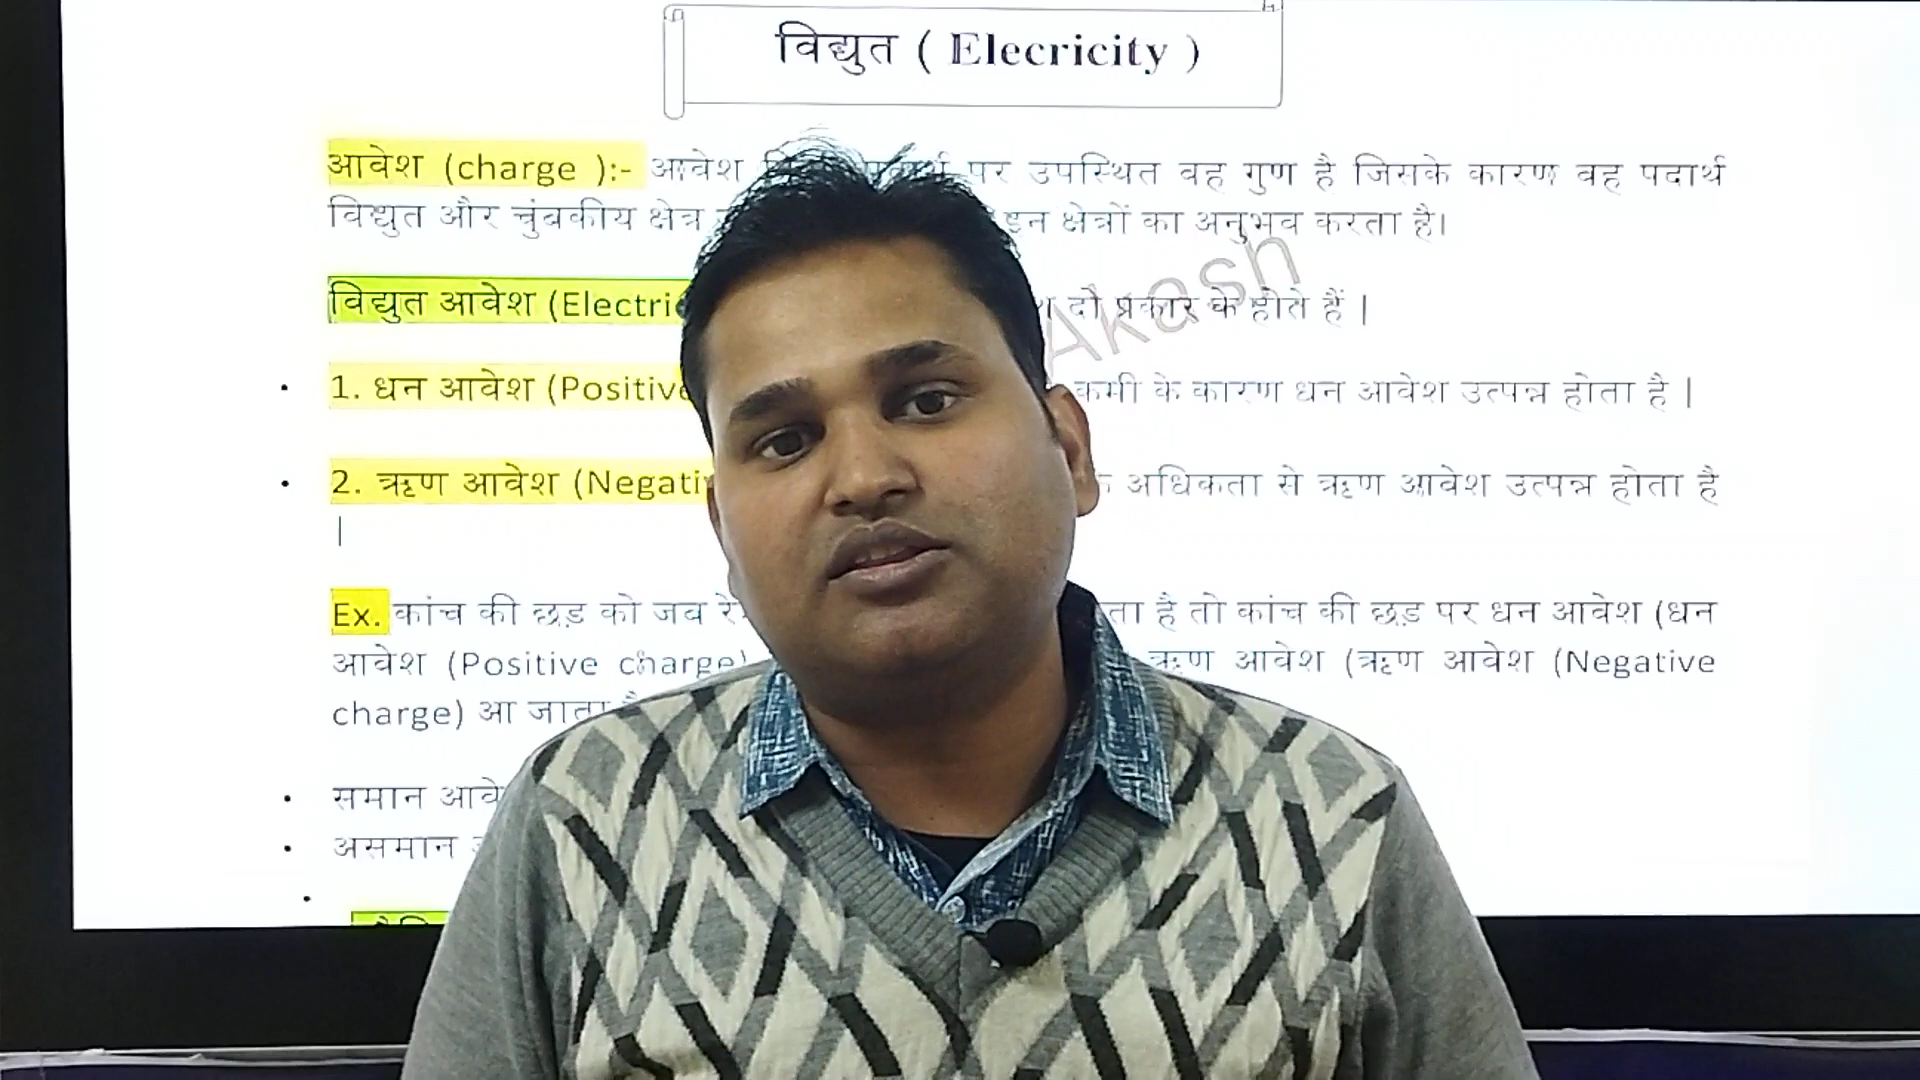 विद्युत ( Elecricity )
आवेश (charge ):- आवेश पर उपस्थित वह गुण है जिसके कारण वह पदार्थ
विद्युत और चुंबकीय क्षेत्र इन क्षेत्रों का अनुभव करता है।
विद्युत आवेश दो प्रकार के होते हैं |
Akash
1. धन आवेश (Positive कमी के कारण धन आवेश उत्पन्न होता है |
2. ऋण आवेश अधिकता से ऋण आवेश उत्पन्न होता है
|
Ex. कांच की छड़ को जब है तो कांच की छड़ पर धन आवेश (धन
आवेश (Positive charge) ऋण आवेश (ऋण आवेश (Negative
charge) आ जाता
समान
असमान